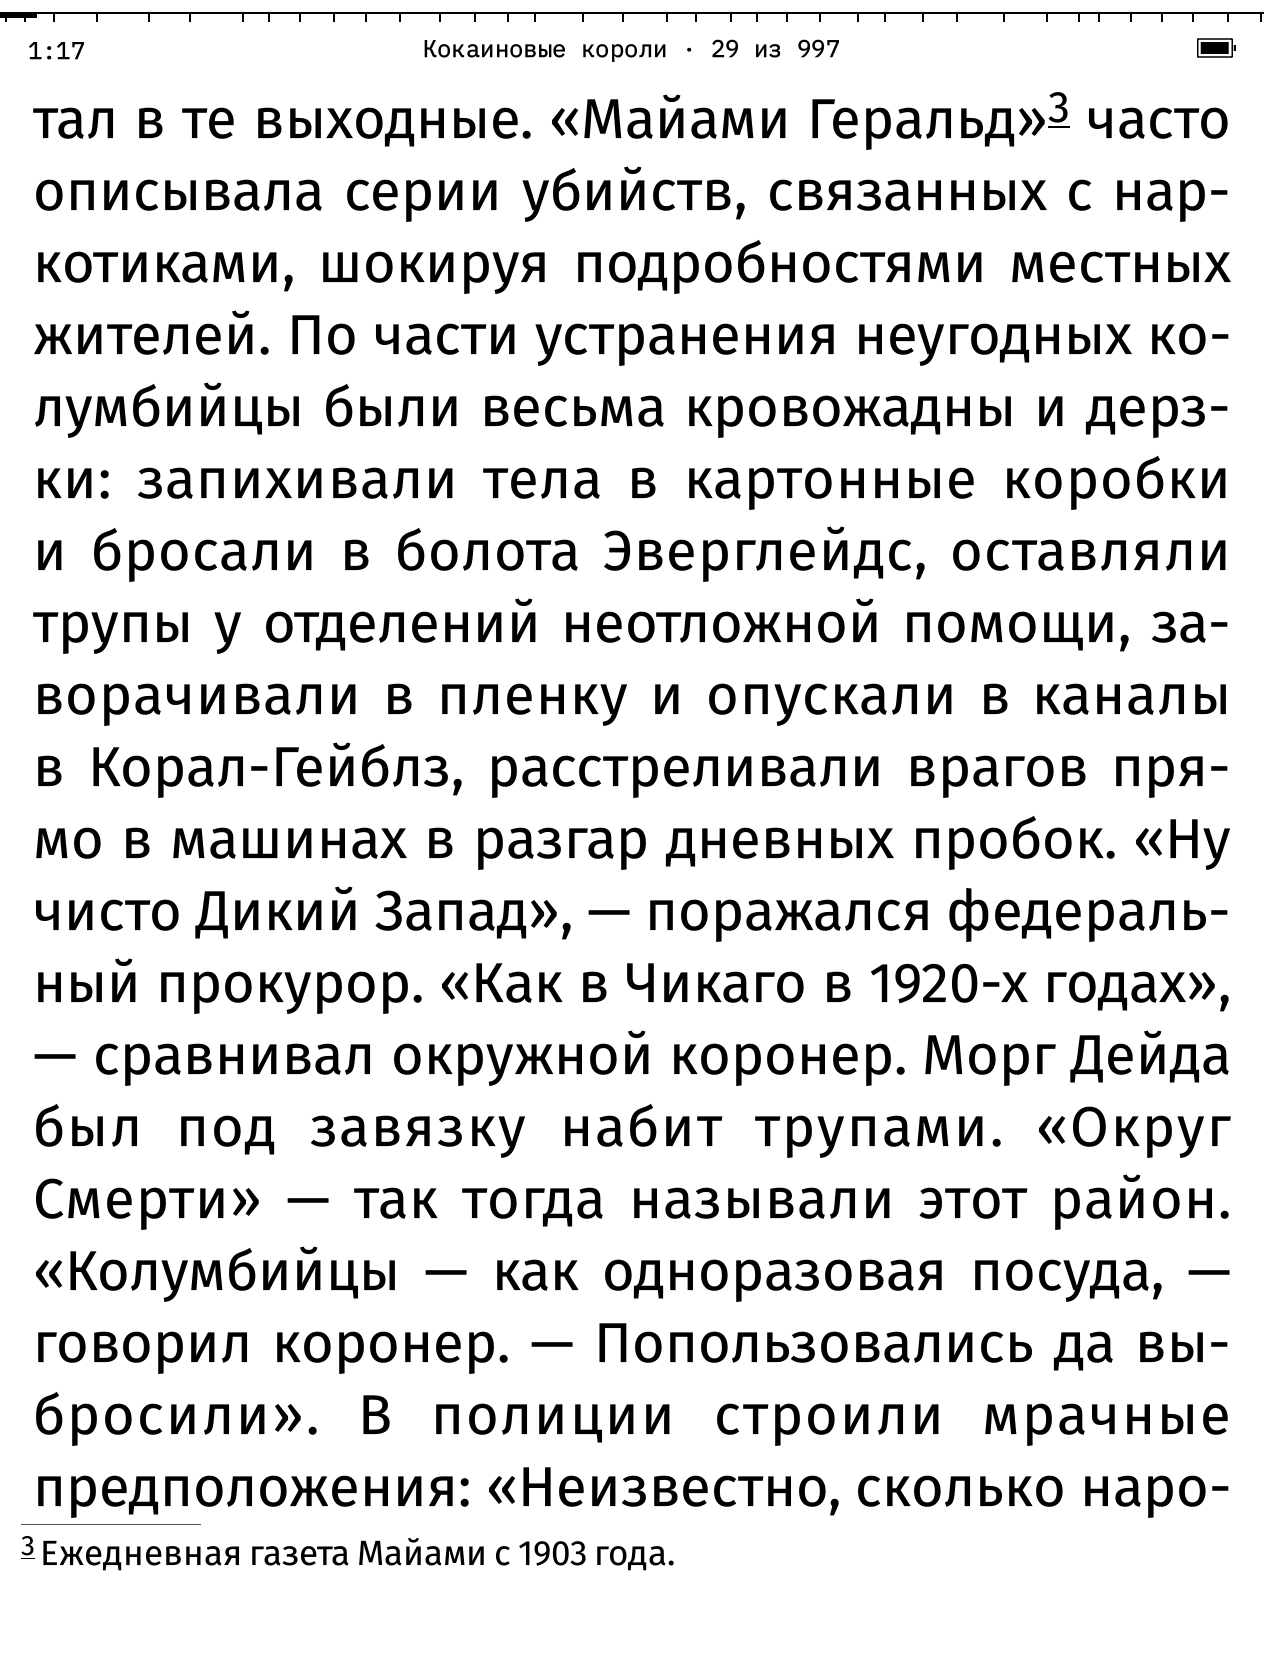 1:17
Кокаиновые короли · 29 из 997
тал в те выходные. «Майами Геральд»3 часто
описывала серии убийств, связанных с нар-
котиками, шокируя подробностями местных
жителей. По части устранения неугодных ко-
лумбийцы были весьма кровожадны и дерз-
ки: запихивали тела в картонные коробки
и бросали в болота Эверглейдс, оставляли
трупы у отделений неотложной помощи, за-
ворачивали в пленку и опускали в каналы
в Корал-Гейблз, расстреливали врагов пря-
мо в машинах в разгар дневных пробок. «Ну
чисто Дикий Запад», — поражался федераль-
ный прокурор. «Как в Чикаго в 1920-х годах»,
— сравнивал окружной коронер. Морг Дейда
был под завязку набит трупами. «Округ
Смерти» — так тогда называли этот район.
«Колумбийцы — как одноразовая посуда, —
говорил коронер. — Попользовались да вы-
бросили». В полиции строили мрачные
предположения: «Неизвестно, сколько наро-
3 Ежедневная газета Майами с 1903 года.